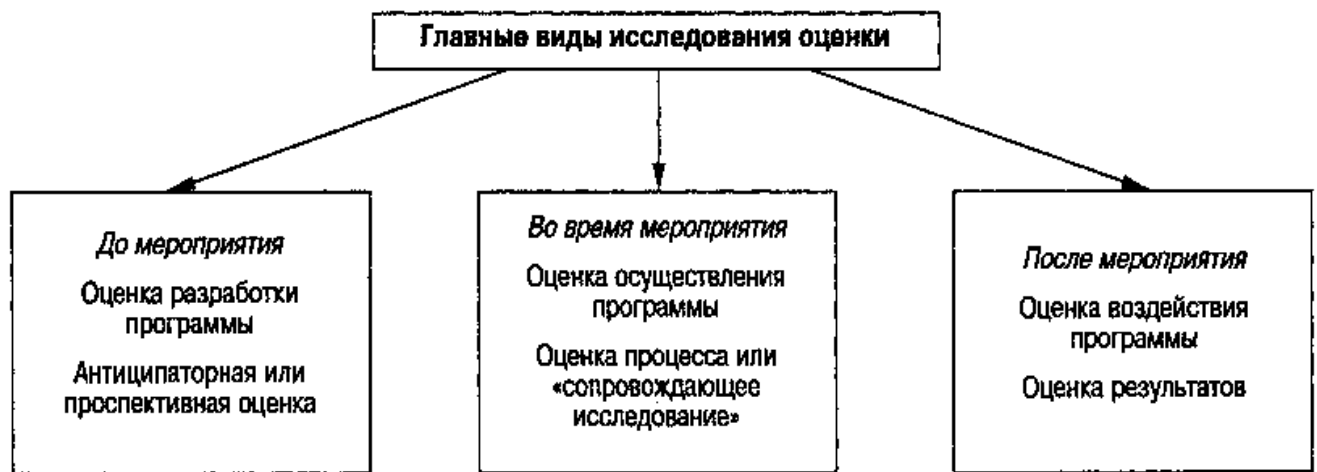 Главные виды исследования оценки
До мероприятия
Оценка разработки
программы
Антиципаторная или
проспективная оценка
Во время мероприятия
Оценка осуществления
программы
Оценка процесса или
«сопровождающее
исследование»
После мероприятия
Оценка воздействия
программы
Оценка результатов